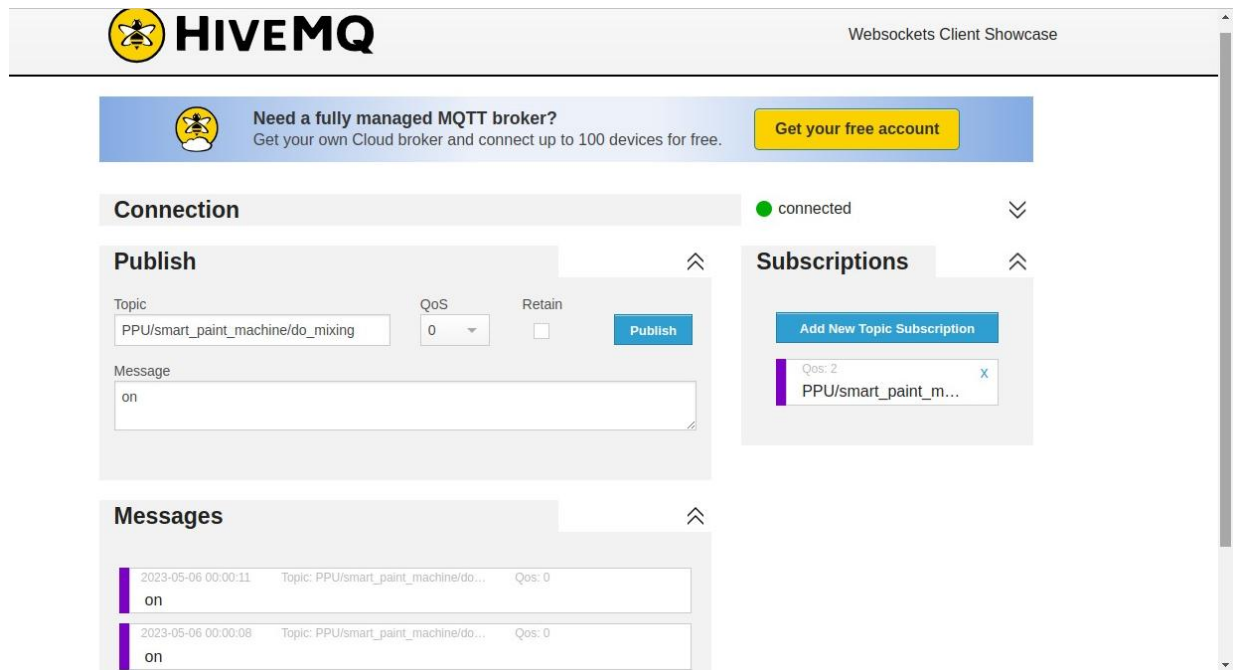 HIVEMQ
Websockets Client Showcase
Need a fully managed MQTT broker?
Get your own Cloud broker and connect up to 100 devices for free.
Get your free account
Connection
connected
Publish
Topic
QoS
Retain
PPU/smart_paint_machine/do_mixing
0
Publish
Message
on
Subscriptions
Add New Topic Subscription
Qos: 2
X
PPU/smart_paint_m...
Messages
2023-05-06 00:00:11 Topic: PPU/smart_paint_machine/do... Qos: 0
on
2023-05-06 00:00:08 Topic: PPU/smart_paint_machine/do... Qos: 0
on